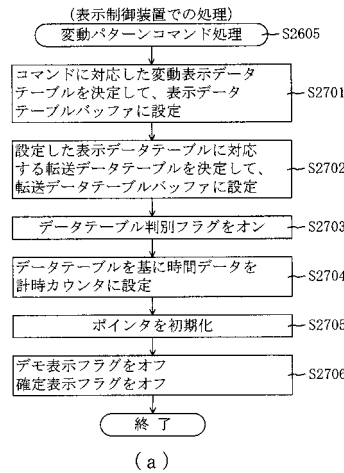 (表示制御装置での処理)
変動パターンコマンド処理
S2605
コマンドに対応した変動表示データ
テーブルを決定して、表示データ
テーブルバッファに設定
S2701
設定した表示データテーブルに対応
する転送データテーブルを決定して、
転送データテーブルバッファに設定
S2702
データテーブル判別フラグをオン
S2703
データテーブルを基に時間データを
計時カウンタに設定
S2704
ポインタを初期化
S2705
デモ表示フラグをオフ
確定表示フラグをオフ
S2706
終了
(a)